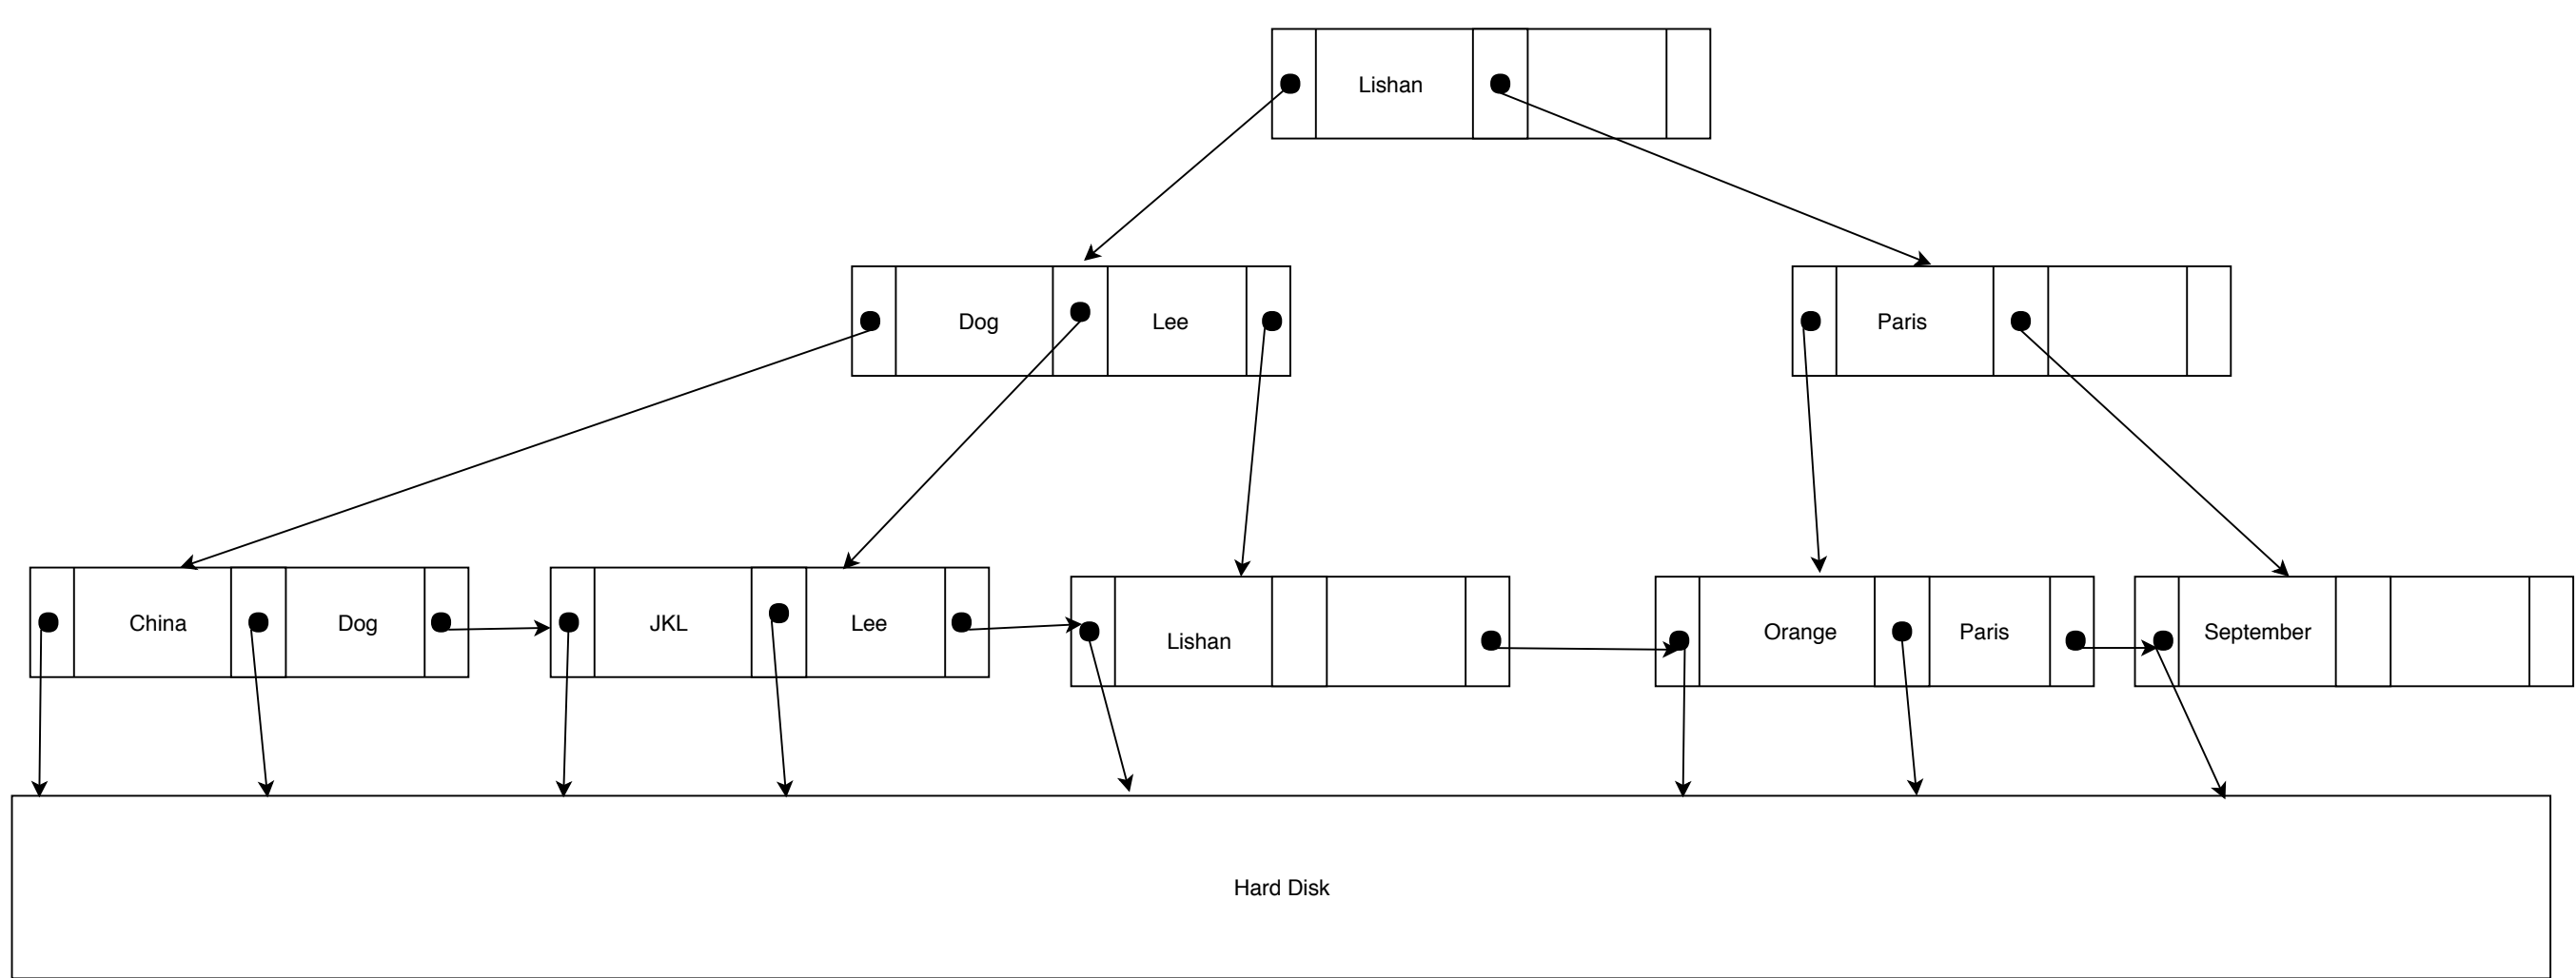 Lishan
Dog
Lee
Paris
China
Dog
JKL
Lee
Lishan
Orange
Paris
September
Hard Disk